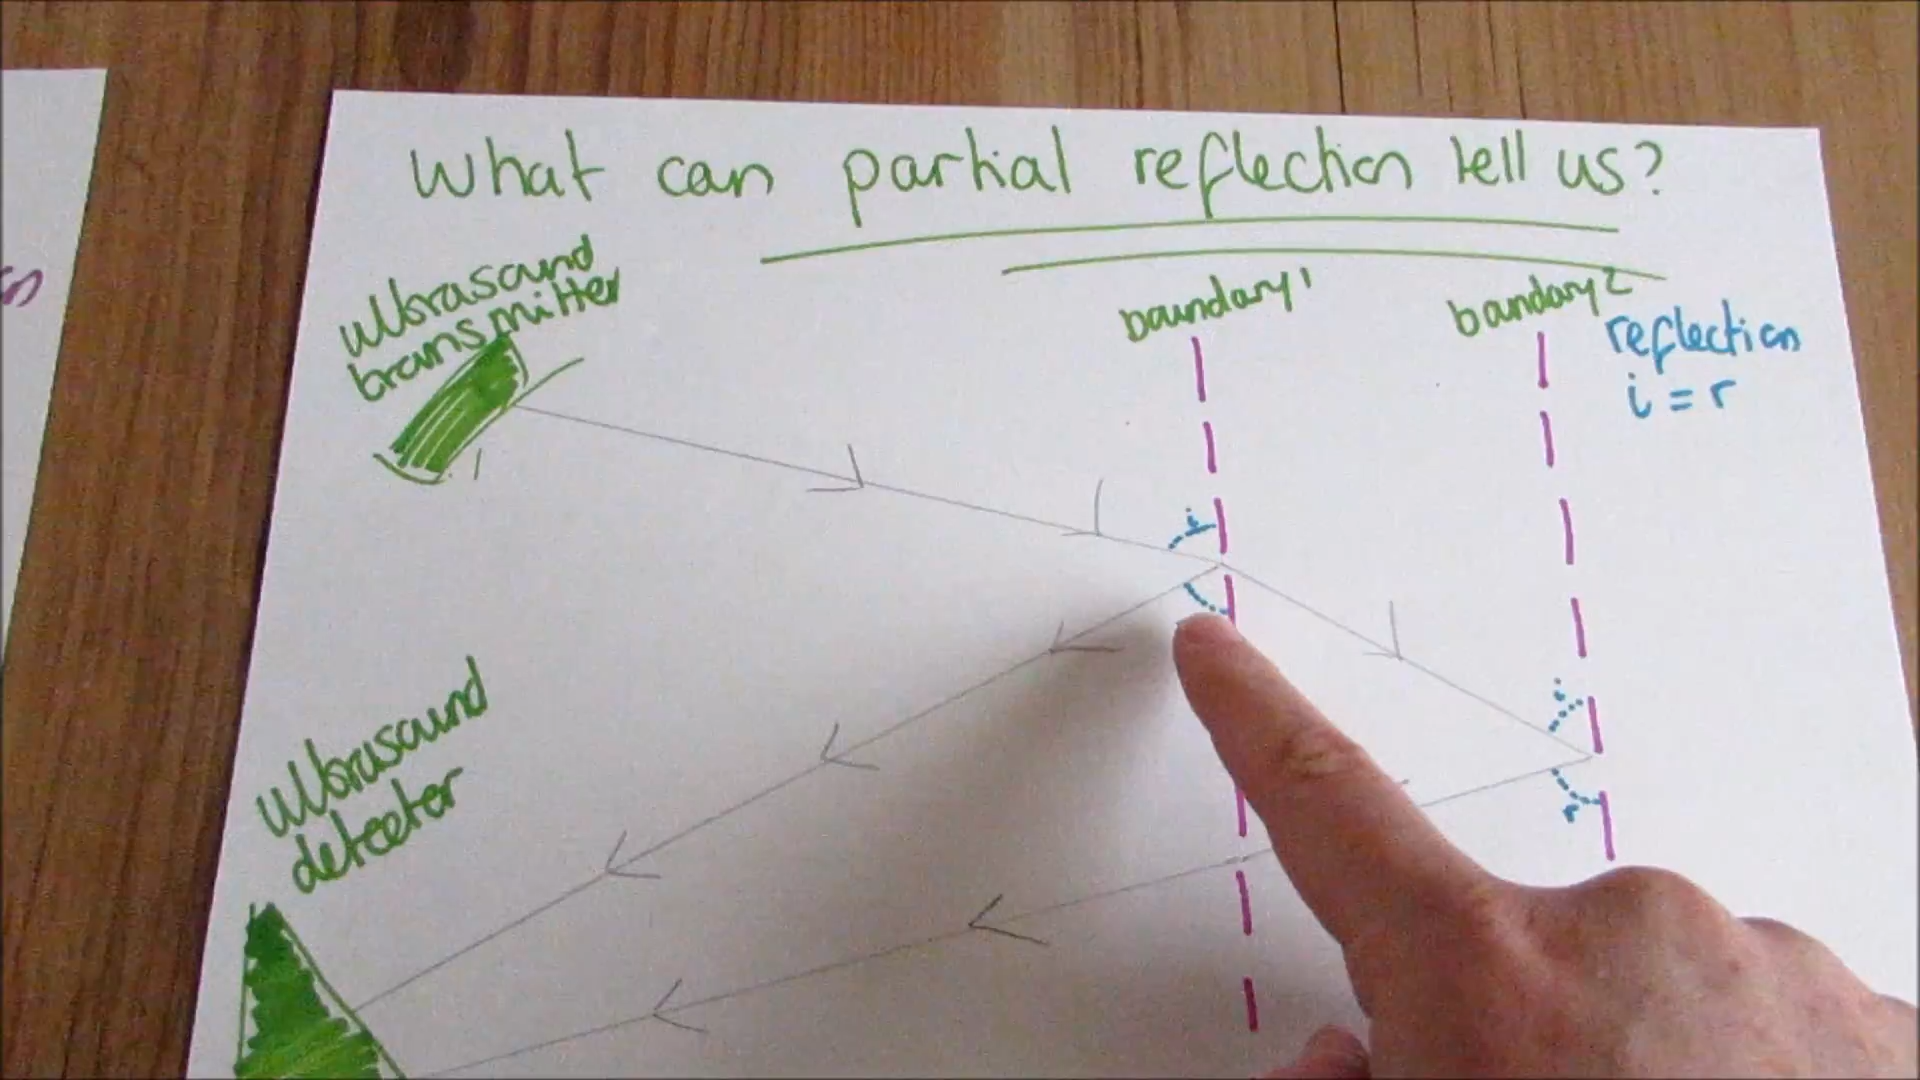 What can partial reflection tell us?
ultrasound
transmitter
boundary 1
boundary 2
reflection
i = r
i
i
r
ultrasound
detector